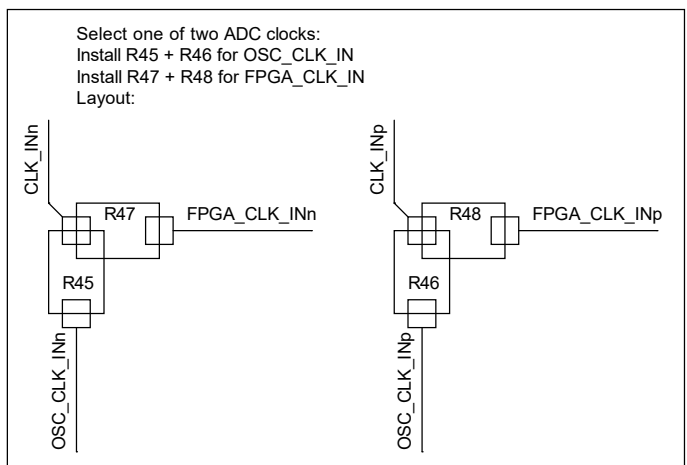 Select one of two ADC clocks:
Install R45 + R46 for OSC_CLK_IN
Install R47 + R48 for FPGA_CLK_IN
Layout:
CLK_INn
R47
FPGA_CLK_INn
R45
OSC_CLK_INn
CLK_INp
R48
FPGA_CLK_INp
R46
OSC_CLK_INp